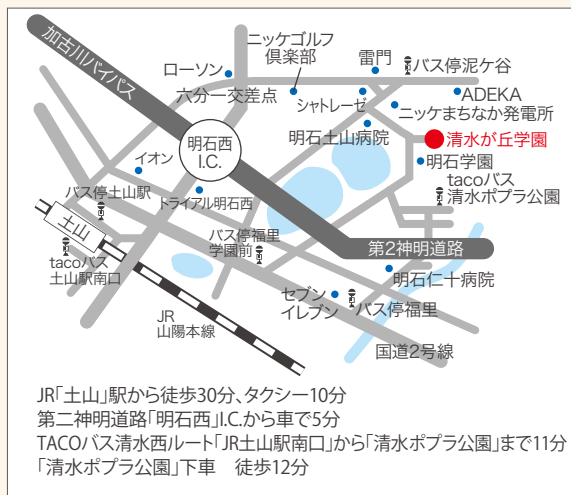 加古川バイパス
ニッケゴルフ
倶楽部
雷門
バス停泥ケ谷
ローソン
六分一交差点
シャトレーゼ
ADEKA
ニッケまちなか発電所
明石西
I.C.
明石土山病院
清水が丘学園
イオン
明石学園
バス停土山駅
トライアル明石西
tacoバス
清水ポプラ公園
土山
バス停福里
学園前
第2神明道路
tacoバス
土山駅南口
明石仁十病院
セブン
イレブン
バス停福里
JR
山陽本線
国道2号線
JR「土山」駅から徒歩30分、タクシー10分
第二神明道路「明石西」I.C.から車で5分
TACOバス清水西ルート「JR土山駅南口」から「清水ポプラ公園」まで11分
「清水ポプラ公園」下車　徒歩12分